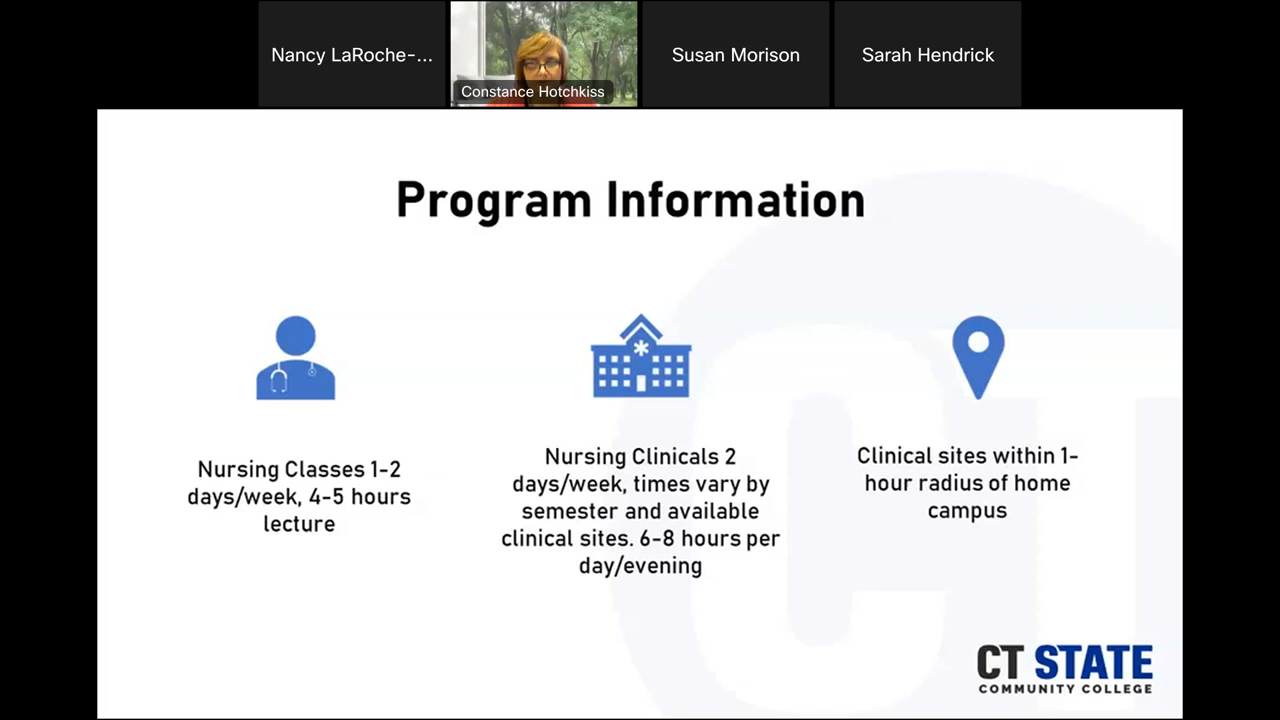 Nancy LaRoche-...
Constance Hotchkiss
Susan Morison
Sarah Hendrick
Program Information
Nursing Classes 1-2
days/week, 4-5 hours
lecture
Nursing Clinicals 2
days/week, times vary by
semester and available
clinical sites. 6-8 hours per
day/evening
Clinical sites within 1-
hour radius of home
campus
CT
CT STATE
COMMUNITY COLLEGE